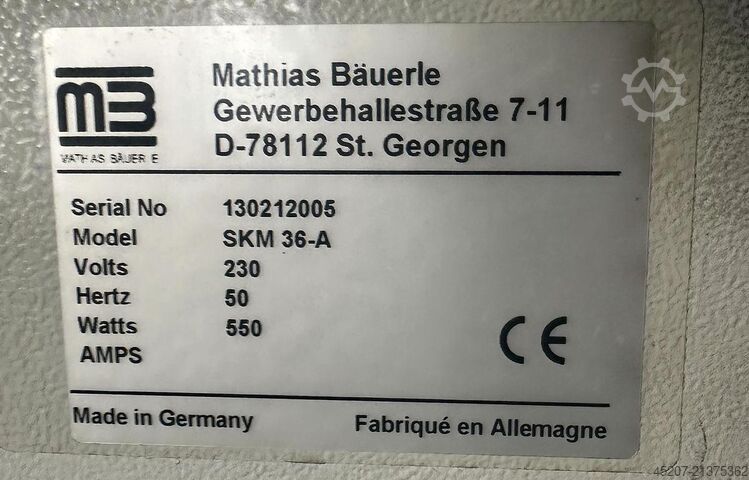 MB
MATHIAS BÄUERLE
Mathias Bäuerle
Gewerbehallestraße 7-11
D-78112 St. Georgen
Serial No 130212005
Model SKM 36-A
Volts 230
Hertz 50
Watts 550
AMPS
CE
Made in Germany Fabriqué en Allemagne
45207-21375362